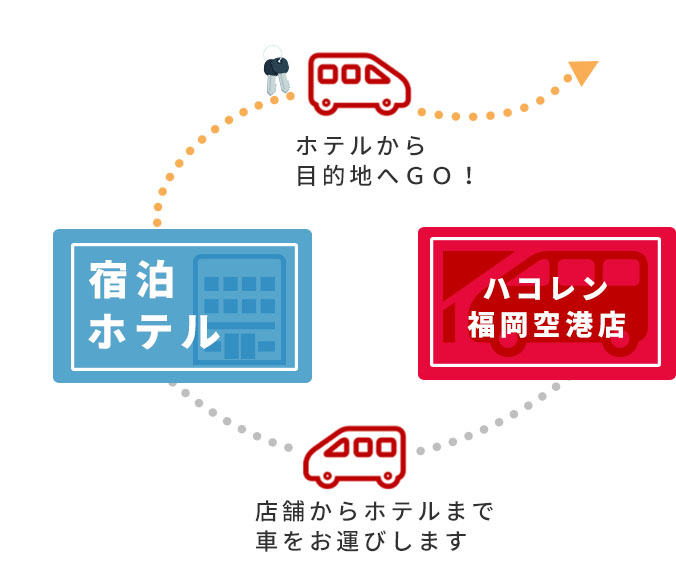 ホテルから
目的地へＧＯ！
宿泊
ホテル
ハコレン
福岡空港店
店舗からホテルまで
車をお運びします